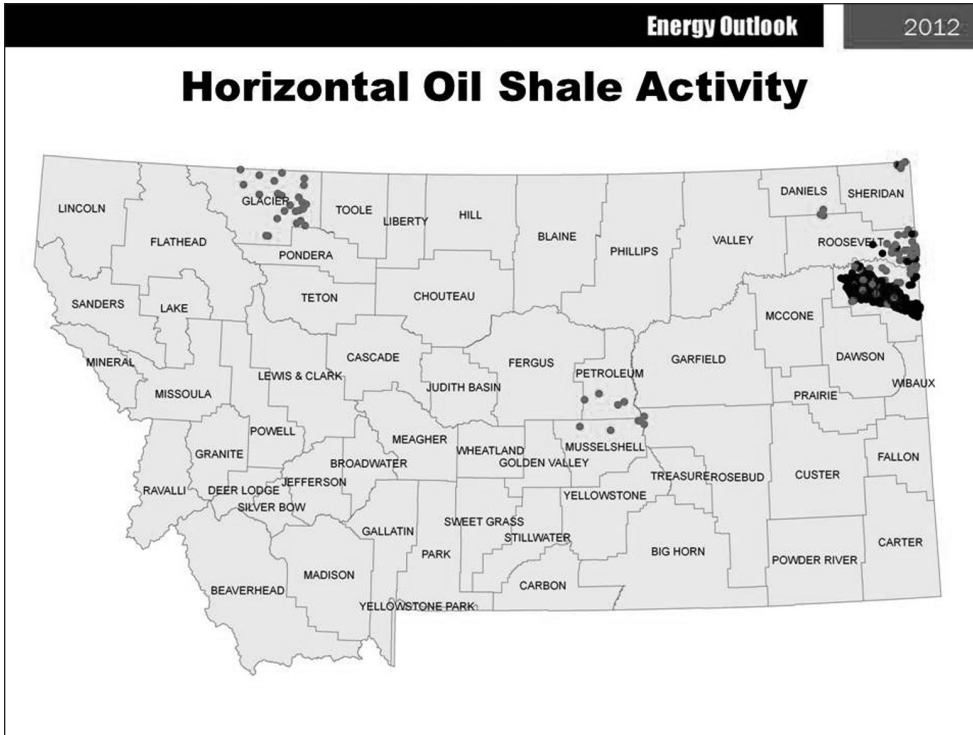 Energy Outlook
2012
Horizontal Oil Shale Activity
LINCOLN
GLACIER
TOOLE
LIBERTY
HILL
BLAINE
PHILLIPS
VALLEY
DANIELS
SHERIDAN
FLATHEAD
PONDERA
ROOSEVELT
SANDERS
LAKE
TETON
CHOUTEAU
MCCONE
MINERAL
MISSOULA
LEWIS & CLARK
CASCADE
JUDITH BASIN
FERGUS
PETROLEUM
GARFIELD
DAWSON
PRAIRIE
WIBAUX
GRANITE
POWELL
MEAGHER
WHEATLAND
GOLDEN VALLEY
MUSSELSHELL
RAVALLI
DEER LODGE
SILVER BOW
JEFFERSON
BROADWATER
TREASURE
ROSEBUD
CUSTER
FALLON
YELLOWSTONE
GALLATIN
PARK
SWEET GRASS
STILLWATER
BIG HORN
POWDER RIVER
CARTER
BEAVERHEAD
MADISON
CARBON
YELLOWSTONE PARK